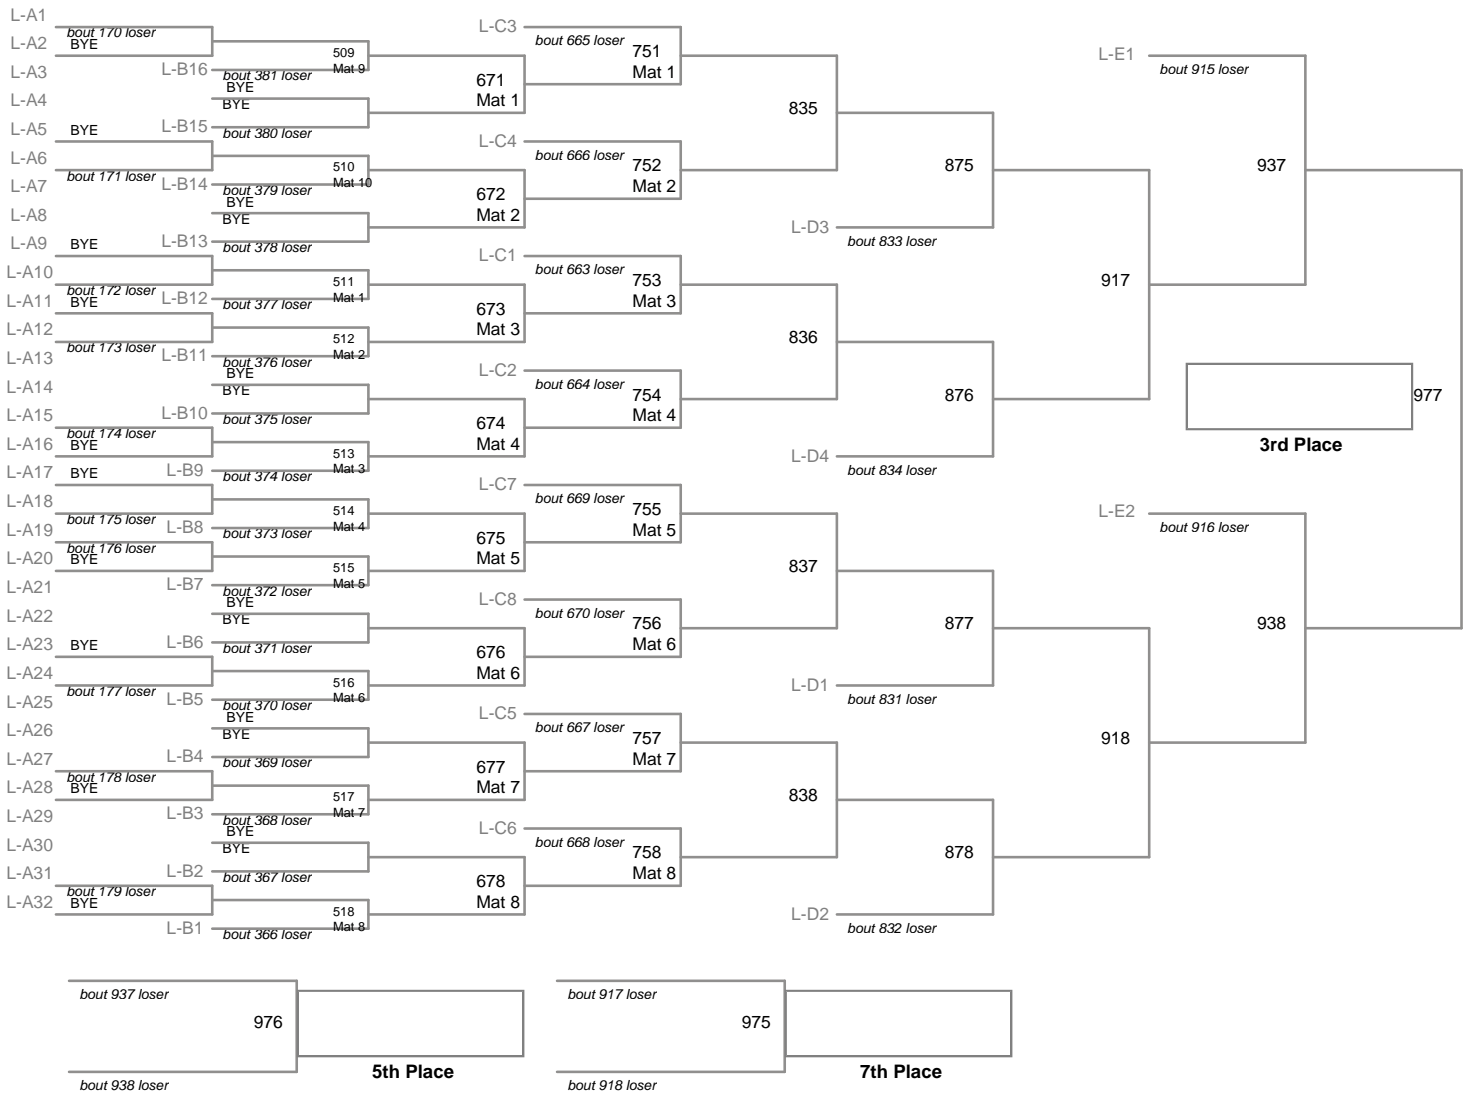 L-A1
bout 170 loser
L-A2
BYE
L-A3
L-A4
L-A5
BYE
L-A6
bout 171 loser
L-A7
L-A8
L-A9
BYE
L-A10
bout 172 loser
L-A11
BYE
L-A12
bout 173 loser
L-A13
L-A14
L-A15
bout 174 loser
L-A16
BYE
L-A17
BYE
L-A18
bout 175 loser
L-A19
bout 176 loser
L-A20
BYE
L-A21
L-A22
L-A23
BYE
L-A24
bout 177 loser
L-A25
L-A26
L-A27
bout 178 loser
L-A28
BYE
L-A29
L-A30
L-A31
bout 179 loser
L-A32
BYE
L-B16
bout 381 loser
BYE
BYE
L-B15
bout 380 loser
L-B14
bout 379 loser
BYE
BYE
L-B13
bout 378 loser
L-B12
bout 377 loser
L-B11
bout 376 loser
BYE
BYE
L-B10
bout 375 loser
L-B9
bout 374 loser
L-B8
bout 373 loser
L-B7
bout 372 loser
BYE
BYE
L-B6
bout 371 loser
L-B5
bout 370 loser
BYE
BYE
L-B4
bout 369 loser
L-B3
bout 368 loser
BYE
BYE
L-B2
bout 367 loser
L-B1
bout 366 loser
509
Mat 9
510
Mat 10
511
Mat 1
512
Mat 2
513
Mat 3
514
Mat 4
515
Mat 5
516
Mat 6
517
Mat 7
518
Mat 8
671
Mat 1
672
Mat 2
673
Mat 3
674
Mat 4
675
Mat 5
676
Mat 6
677
Mat 7
678
Mat 8
L-C3
bout 665 loser
751
Mat 1
L-C4
bout 666 loser
752
Mat 2
L-C1
bout 663 loser
753
Mat 3
L-C2
bout 664 loser
754
Mat 4
L-C7
bout 669 loser
755
Mat 5
L-C8
bout 670 loser
756
Mat 6
L-C5
bout 667 loser
757
Mat 7
L-C6
bout 668 loser
758
Mat 8
835
836
837
838
L-D3
bout 833 loser
L-D4
bout 834 loser
L-D1
bout 831 loser
L-D2
bout 832 loser
875
876
877
878
917
918
L-E1
bout 915 loser
937
L-E2
bout 916 loser
938
977
3rd Place
bout 937 loser
976
bout 938 loser
5th Place
bout 917 loser
975
bout 918 loser
7th Place